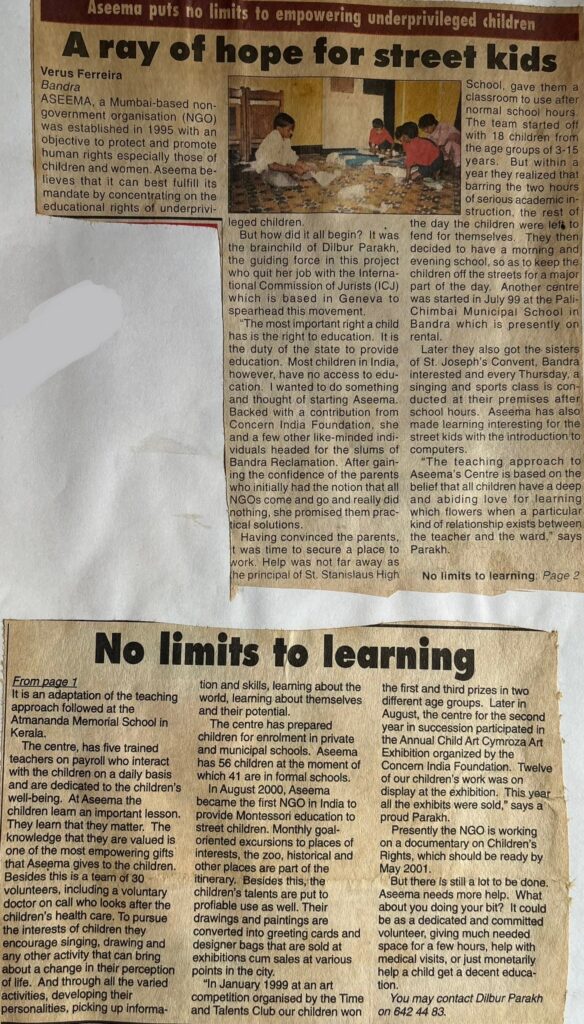 Aseema puts no limits to empowering underprivileged children
A ray of hope for street kids
Verus Ferreira
Bandra
ASEEMA, a Mumbai-based non-
government organisation (NGO)
was established in 1995 with an
objective to protect and promote
human rights especially those of
children and women. Aseema be-
lieves that it can best fulfill its
mandate by concentrating on the
educational rights of underprivi-
leged children.
But how did it all begin? It was
the brainchild of Dilbur Parakh,
the guiding force in this project
who quit her job with the Interna-
tional Commission of Jurists (ICJ)
which is based in Geneva to
spearhead this movement.
"The most important right a child
has is the right to education. It is
the duty of the state to provide
education. Most children in India,
however, have no access to edu-
cation. I wanted to do something
and thought of starting Aseema.
Backed with a contribution from
Concern India Foundation, she
and a few other like-minded indi-
viduals headed for the slums of
Bandra Reclamation. After gain-
ing the confidence of the parents
who initially had the notion that all
NGOs come and go and really did
nothing, she promised them prac-
tical solutions.
Having convinced the parents,
it was time to secure a place to
work. Help was not far away as
the principal of St. Stanislaus High
School, gave them a
classroom to use after
normal school hours.
The team started off
with 18 children from
the age groups of 3-15
years. But within a
year they realized that
barring the two hours
of serious academic in-
struction, the rest of
the day the children were left to
fend for themselves. They then
decided to have a morning and
evening school, so as to keep the
children off the streets for a major
part of the day. Another centre
was started in July 99 at the Pali-
Chimbai Municipal School in
Bandra which is presently on
rental.
Later they also got the sisters
of St. Joseph's Convent, Bandra
interested and every Thursday, a
singing and sports class is con-
ducted at their premises after
school hours. Aseema has also
made learning interesting for the
street kids with the introduction to
computers.
"The teaching approach to
Aseema's Centre is based on the
belief that all children have a deep
and abiding love for learning
which flowers when a particular
kind of relationship exists between
the teacher and the ward," says
Parakh.
No limits to learning: Page 2
No limits to learning
From page 1
It is an adaptation of the teaching
approach followed at the
Atmananda Memorial School in
Kerala.
The centre, has five trained
teachers on payroll who interact
with the children on a daily basis
and are dedicated to the children's
well-being. At Aseema the
children learn an important lesson.
They learn that they matter. The
knowledge that they are valued is
one of the most empowering gifts
that Aseema gives to the children.
Besides this is a team of 30
volunteers, including a voluntary
doctor on call who looks after the
children's health care. To pursue
the interests of children they
encourage singing, drawing and
any other activity that can bring
about a change in their perception
of life. And through all the varied
activities, developing their
personalities, picking up informa-
tion and skills, learning about the
world, learning about themselves
and their potential.
The centre has prepared
children for enrolment in private
and municipal schools. Aseema
has 56 children at the moment of
which 41 are in formal schools.
In August 2000, Aseema
became the first NGO in India to
provide Montessori education to
street children. Monthly goal-
oriented excursions to places of
interests, the zoo, historical and
other places are part of the
itinerary. Besides this, the
children's talents are put to
profiable use as well. Their
drawings and paintings are
converted into greeting cards and
designer bags that are sold at
exhibitions cum sales at various
points in the city.
"In January 1999 at an art
competition organised by the Time
and Talents Club our children won
the first and third prizes in two
different age groups. Later in
August, the centre for the second
year in succession participated in
the Annual Child Art Cymroza Art
Exhibition organized by the
Concern India Foundation. Twelve
of our children's work was on
display at the exhibition. This year
all the exhibits were sold," says a
proud Parakh.
Presently the NGO is working
on a documentary on Children's
Rights, which should be ready by
May 2001.
But there is still a lot to be done.
Aseema needs more help. What
about you doing your bit? It could
be as a dedicated and committed
volunteer, giving much needed
space for a few hours, help with
medical visits, or just monetarily
help a child get a decent educa-
tion.
You may contact Dilbur Parakh
on 642 44 83.